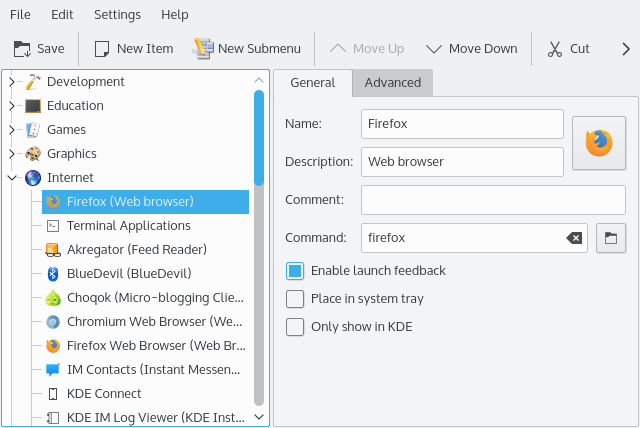 File Edit Settings Help
Save New Item New Submenu Move Up Move Down Cut
Development
Education
Games
Graphics
Internet
Firefox (Web browser)
Terminal Applications
Akregator (Feed Reader)
BlueDevil (BlueDevil)
Choqok (Micro-blogging Clie...
Chromium Web Browser (We...
Firefox Web Browser (Web Br...
IM Contacts (Instant Messen...
KDE Connect
KDE IM Log Viewer (KDE Inst...
General Advanced
Name: Firefox
Description: Web browser
Comment:
Command: firefox
Enable launch feedback
Place in system tray
Only show in KDE